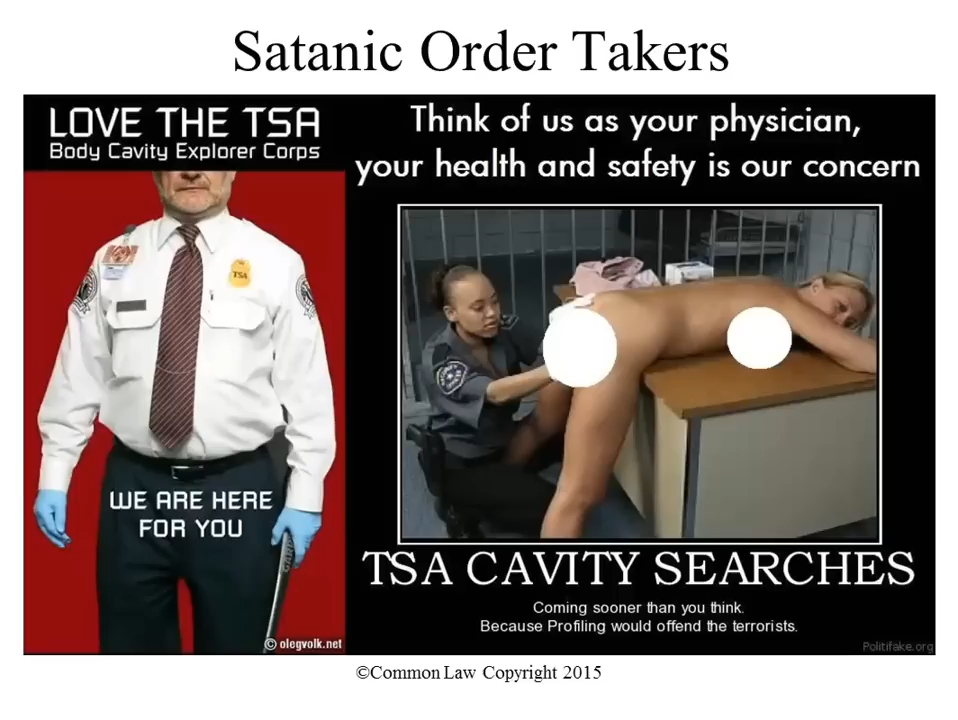 Satanic Order Takers
LOVE THE TSA
Body Cavity Explorer Corps
TSA
WE ARE HERE
FOR YOU
© olegvolk.net
Think of us as your physician,
your health and safety is our concern
TSA CAVITY SEARCHES
Coming sooner than you think.
Because Profiling would offend the terrorists.
Politifake.org
©Common Law Copyright 2015